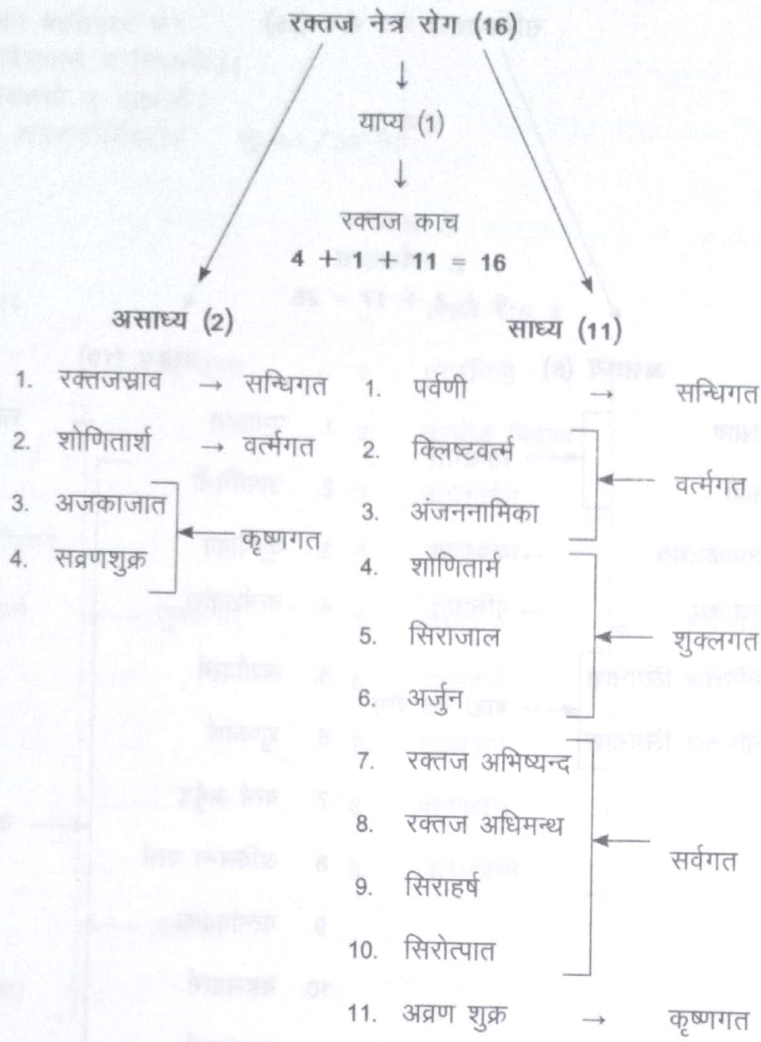 रक्तज नेत्र रोग (16)
↓
याप्य (1)
↓
रक्तज काच
4 + 1 + 11 = 16
असाध्य (2)
1. रक्तजस्राव → सन्धिगत
2. शोणितार्श → वर्त्मगत
3. अजकाजात
4. सव्रणशुक्र
कृष्णगत
साध्य (11)
1. पर्वणी → सन्धिगत
2. क्लिष्टवर्त्म
3. अंजननामिका
वर्त्मगत
4. शोणितार्म
5. सिराजाल
6. अर्जुन
शुक्लगत
7. रक्तज अभिष्यन्द
8. रक्तज अधिमन्थ
9. सिराहर्ष
10. सिरोत्पात
सर्वगत
11. अव्रण शुक्र → कृष्णगत